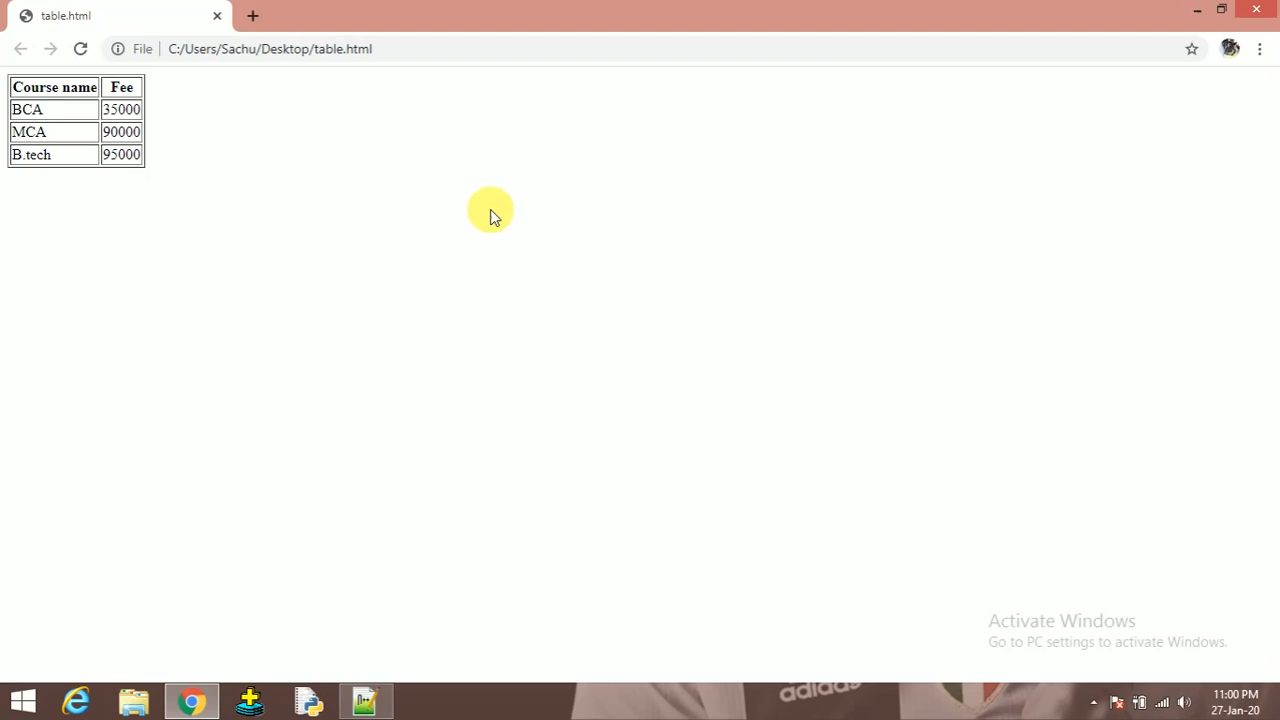 table.html
File C:/Users/Sachu/Desktop/table.html
Course name Fee
BCA 35000
MCA 90000
B.tech 95000
Activate Windows
Go to PC settings to activate Windows.
adidas
11:00 PM
27-Jan-20